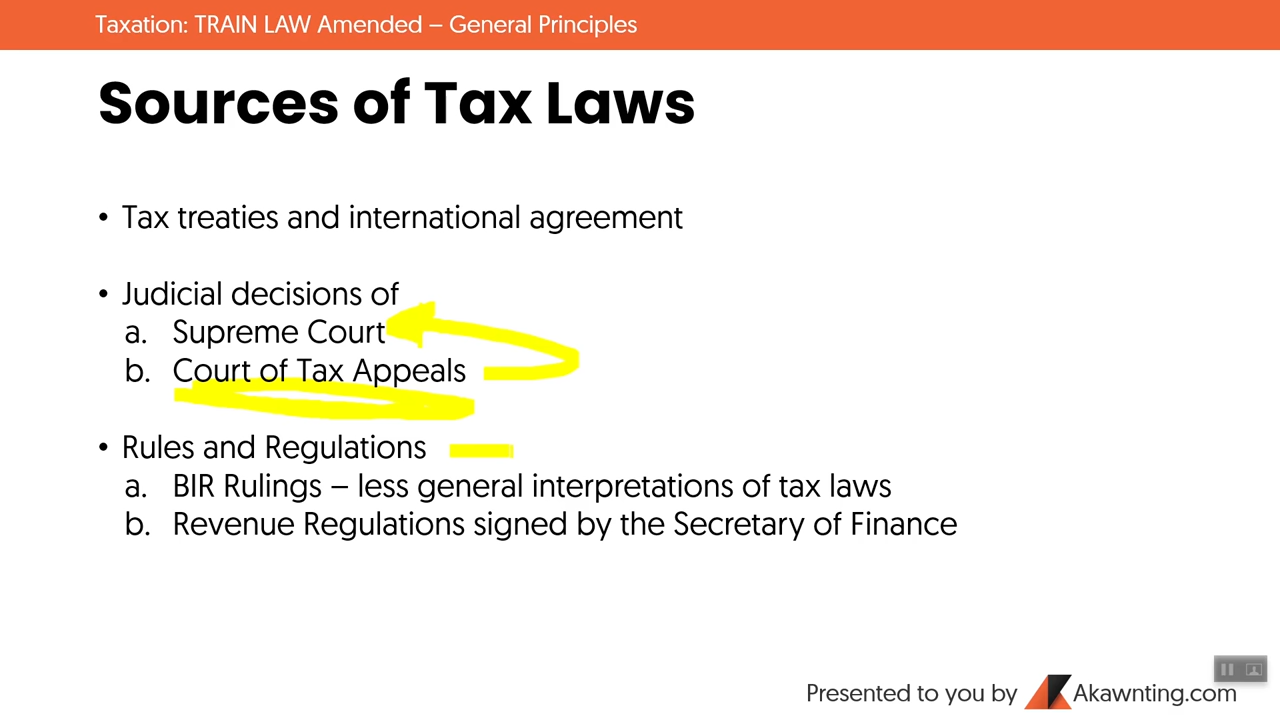 Taxation: TRAIN LAW Amended – General Principles
Sources of Tax Laws
• Tax treaties and international agreement
• Judicial decisions of
a. Supreme Court
b. Court of Tax Appeals
• Rules and Regulations
a. BIR Rulings – less general interpretations of tax laws
b. Revenue Regulations signed by the Secretary of Finance
Presented to you by Akawnting.com